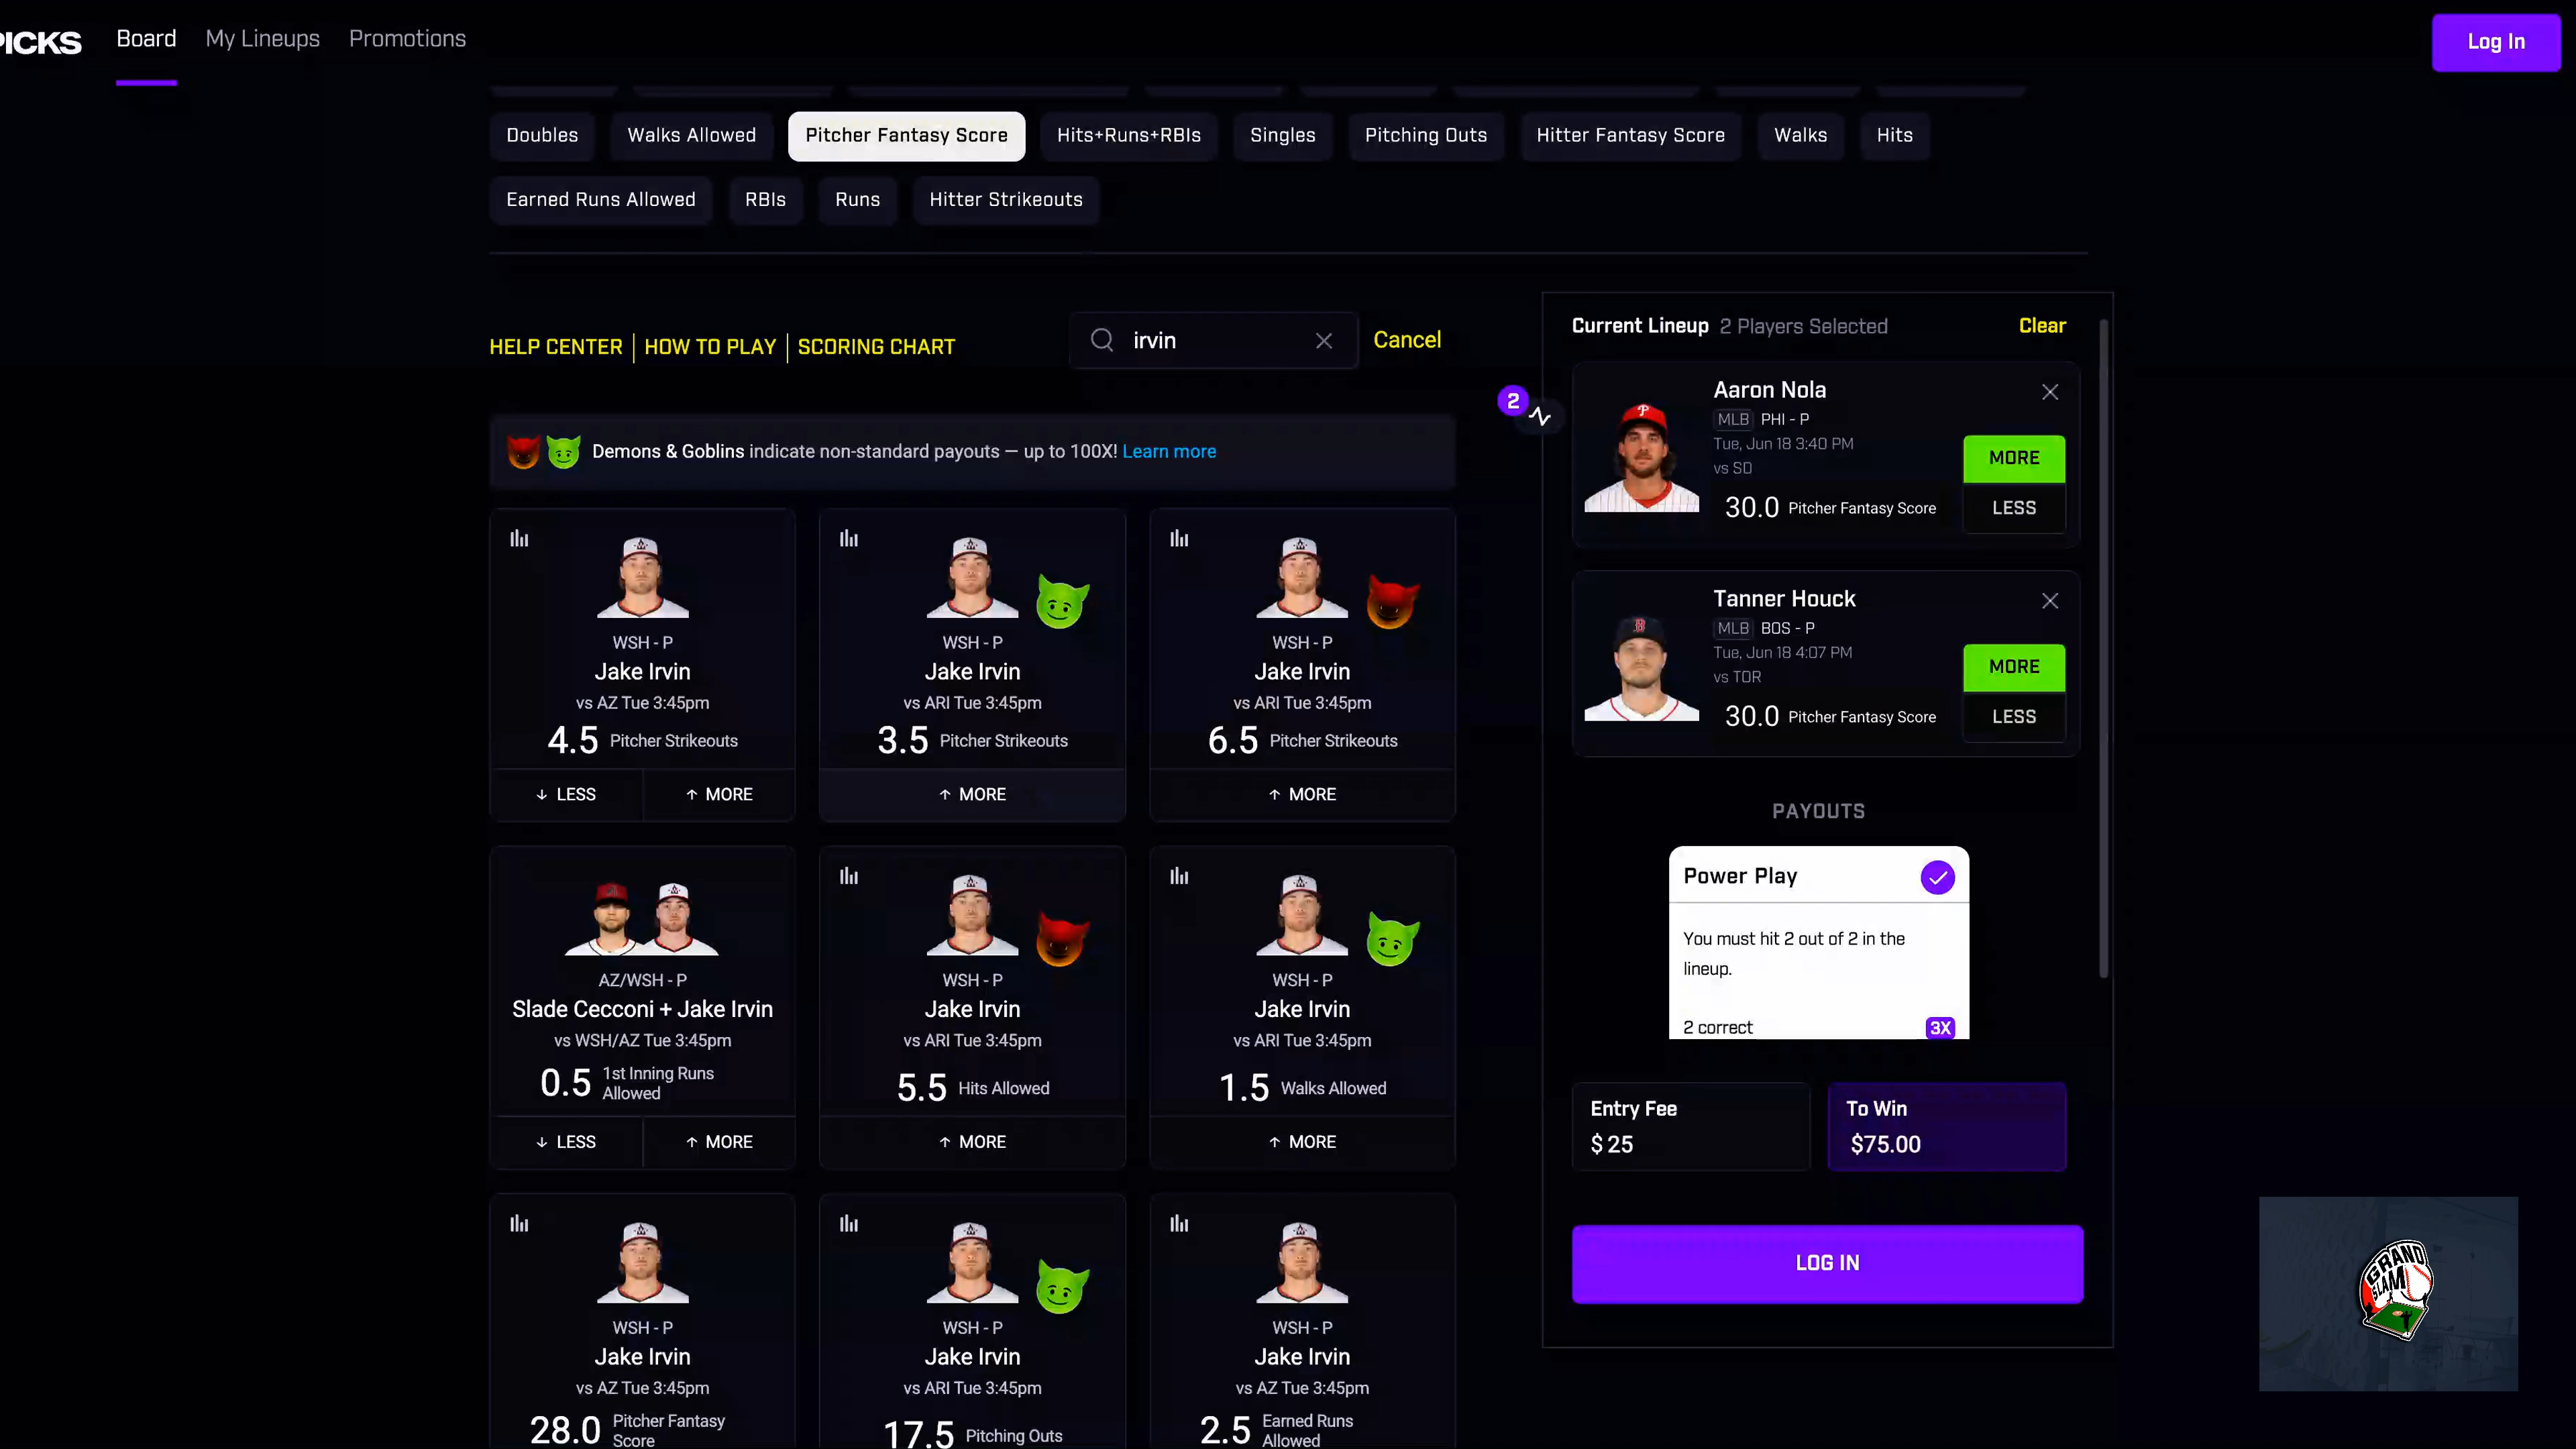 PICKS
Board
My Lineups
Promotions
Log In
Doubles
Walks Allowed
Pitcher Fantasy Score
Hits+Runs+RBIs
Singles
Pitching Outs
Hitter Fantasy Score
Walks
Hits
Earned Runs Allowed
RBIs
Runs
Hitter Strikeouts
HELP CENTER
HOW TO PLAY
SCORING CHART
irvin
Cancel
Demons & Goblins indicate non-standard payouts — up to 100X! Learn more
WSH - P
Jake Irvin
vs AZ Tue 3:45pm
4.5 Pitcher Strikeouts
↓ LESS
↑ MORE
WSH - P
Jake Irvin
vs ARI Tue 3:45pm
3.5 Pitcher Strikeouts
↑ MORE
WSH - P
Jake Irvin
vs ARI Tue 3:45pm
6.5 Pitcher Strikeouts
↑ MORE
AZ/WSH - P
Slade Cecconi + Jake Irvin
vs WSH/AZ Tue 3:45pm
0.5 1st Inning Runs
Allowed
↓ LESS
↑ MORE
WSH - P
Jake Irvin
vs ARI Tue 3:45pm
5.5 Hits Allowed
↑ MORE
WSH - P
Jake Irvin
vs ARI Tue 3:45pm
1.5 Walks Allowed
↑ MORE
WSH - P
Jake Irvin
vs AZ Tue 3:45pm
28.0 Pitcher Fantasy
Score
WSH - P
Jake Irvin
vs ARI Tue 3:45pm
17.5 Pitching Outs
WSH - P
Jake Irvin
vs AZ Tue 3:45pm
2.5 Earned Runs
Allowed
2
Current Lineup 2 Players Selected
Clear
Aaron Nola
MLB PHI - P
Tue, Jun 18 3:40 PM
vs SD
30.0 Pitcher Fantasy Score
MORE
LESS
Tanner Houck
MLB BOS - P
Tue, Jun 18 4:07 PM
vs TOR
30.0 Pitcher Fantasy Score
MORE
LESS
PAYOUTS
Power Play
You must hit 2 out of 2 in the
lineup.
2 correct
3X
Entry Fee
$ 25
To Win
$75.00
LOG IN
GRAND
SLAM